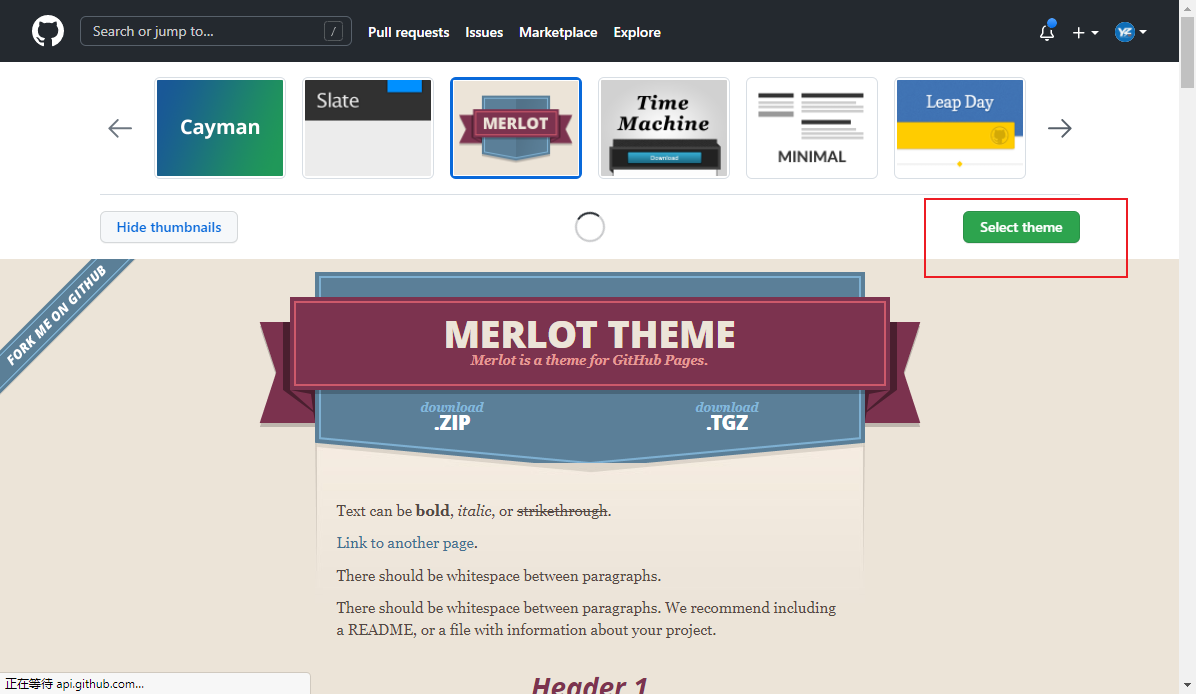 Search or jump to...
/
Pull requests
Issues
Marketplace
Explore
YZ
Cayman
Slate
MERLOT
Time
Machine
Download
MINIMAL
Leap Day
Hide thumbnails
Select theme
FORK ME ON GITHUB
MERLOT THEME
Merlot is a theme for GitHub Pages.
download
.ZIP
download
.TGZ
Text can be bold, italic, or strikethrough.
Link to another page.
There should be whitespace between paragraphs.
There should be whitespace between paragraphs. We recommend including
a README, or a file with information about your project.
Header 1
正在等待 api.github.com...